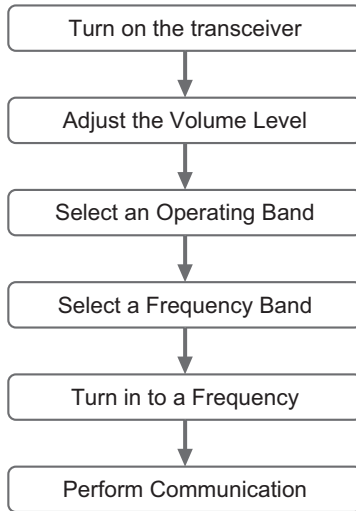 Turn on the transceiver
Adjust the Volume Level
Select an Operating Band
Select a Frequency Band
Turn in to a Frequency
Perform Communication